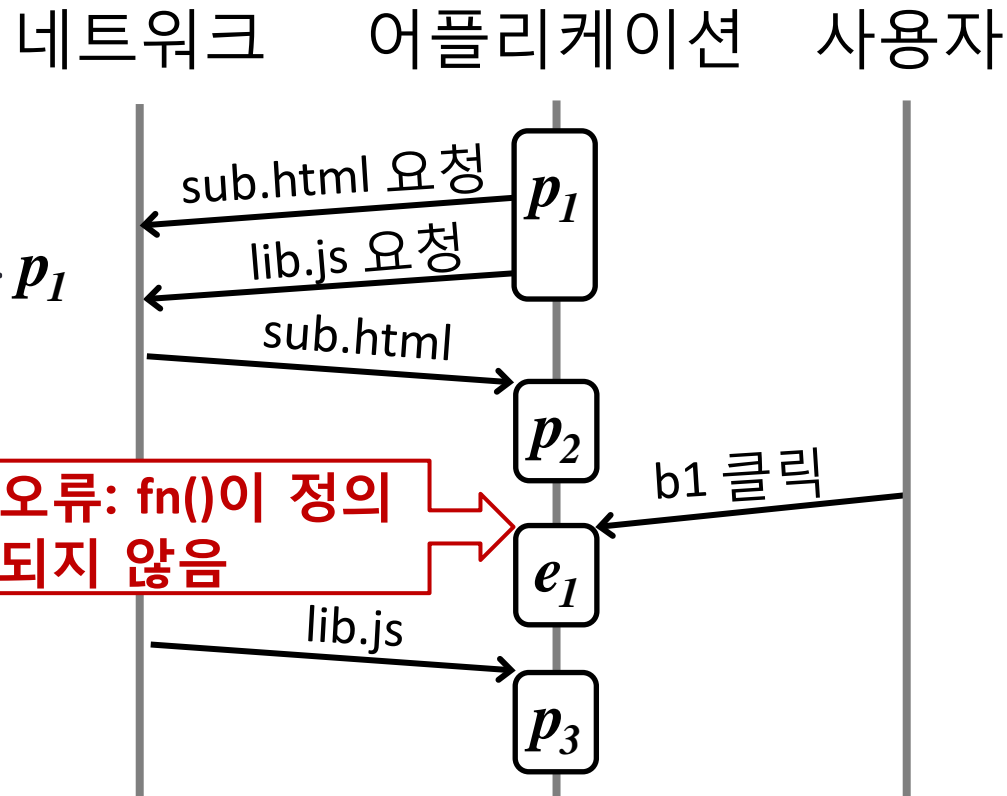 네트워크 어플리케이션 사용자
sub.html 요청
p1
lib.js 요청
p1
sub.html
p2
b1 클릭
오류: fn()이 정의
되지 않음
e1
lib.js
p3